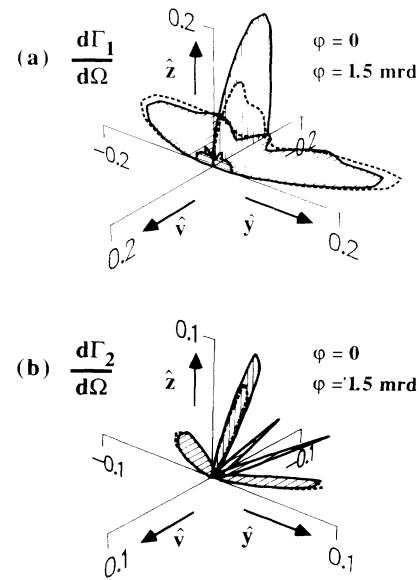 (a) dΓ₁/dΩ
0.2
ẑ
φ = 0
φ = 1.5 mrd
-0.2
-0.2
v̂
ŷ
0.2
0.2
(b) dΓ₂/dΩ
0.1
ẑ
φ = 0
φ = 1.5 mrd
-0.1
-0.1
v̂
ŷ
0.1
0.1